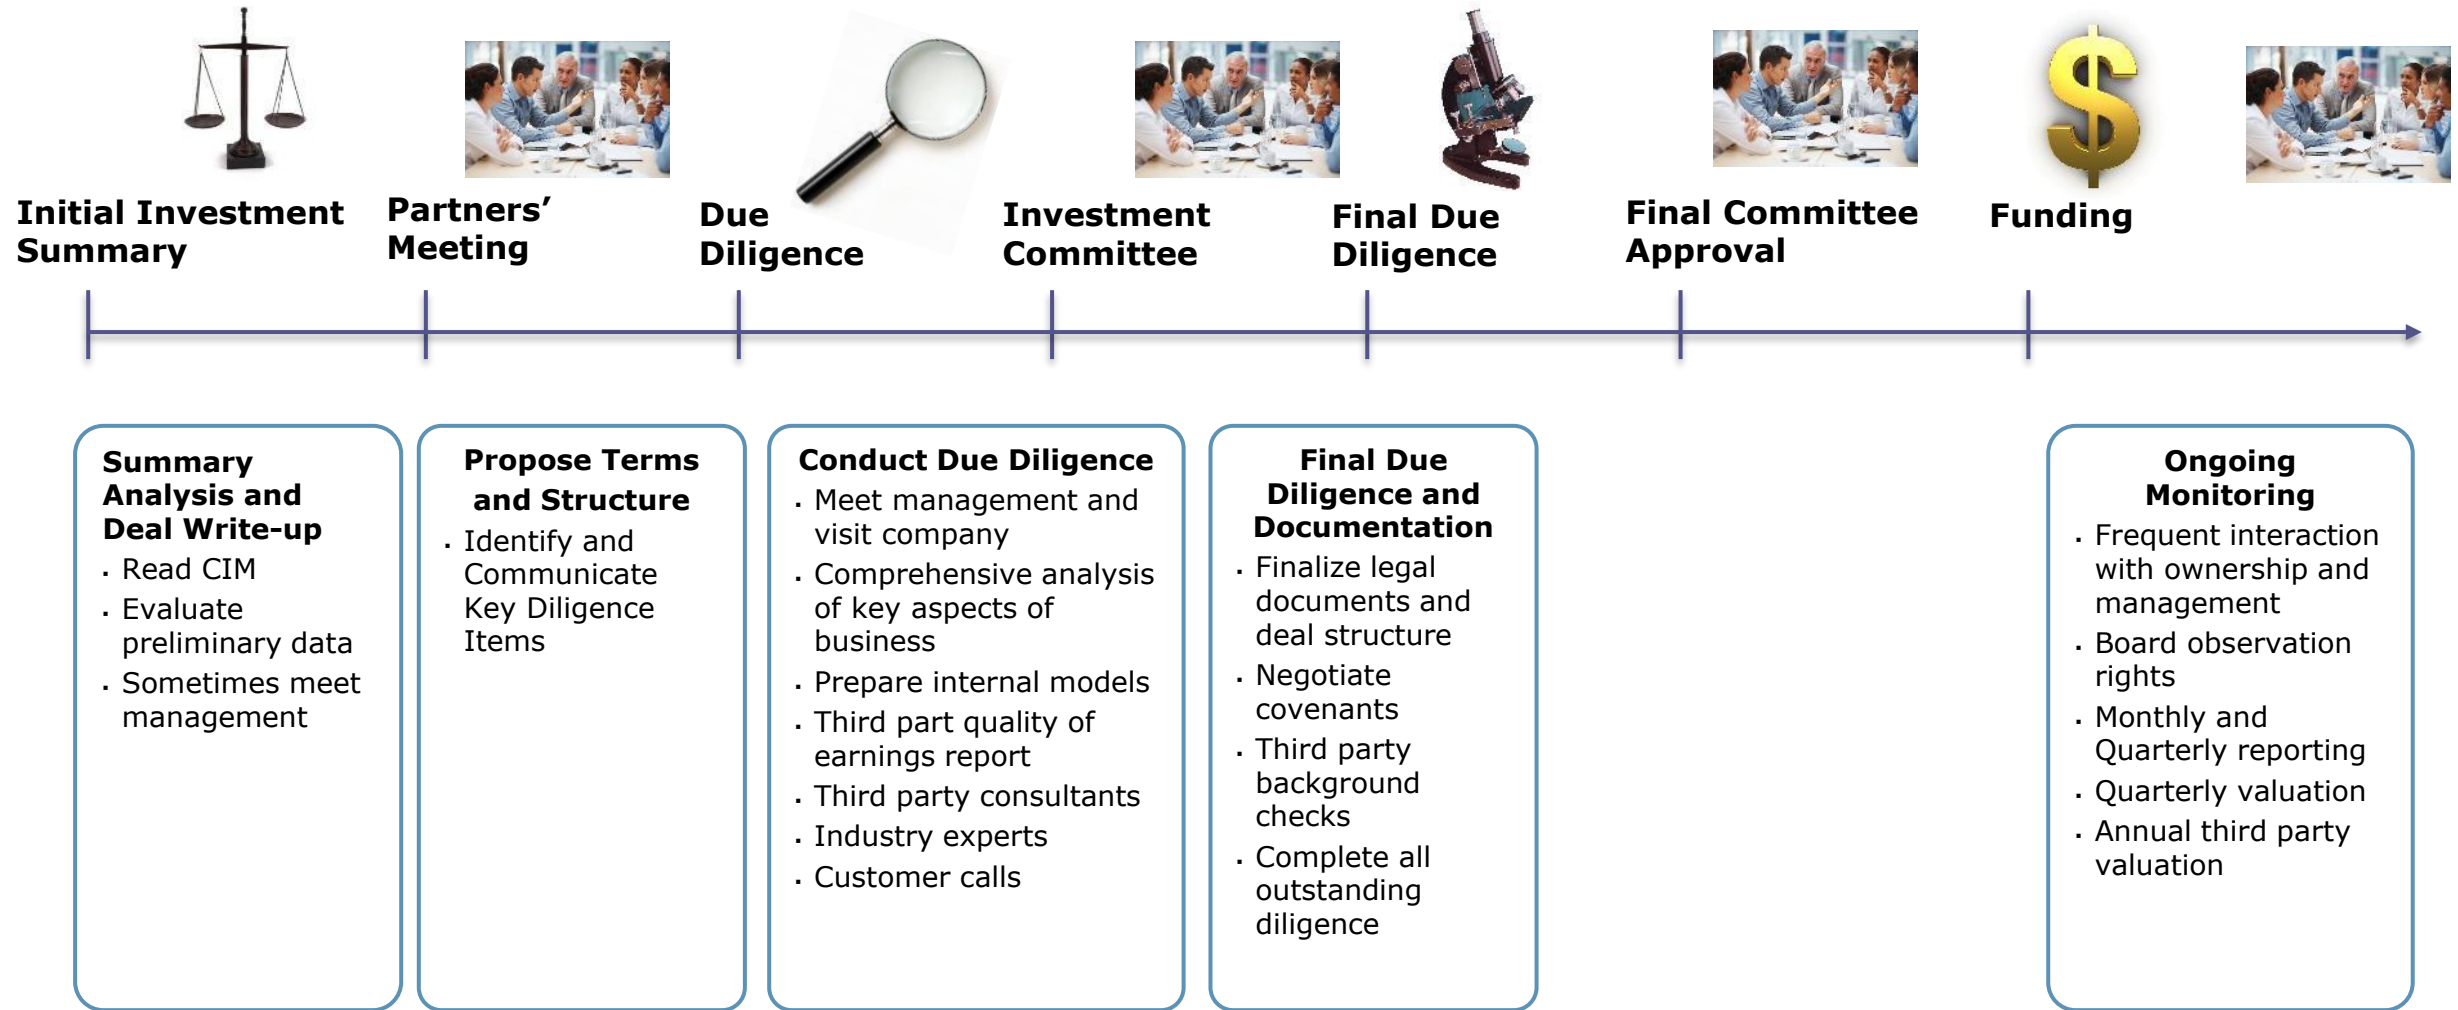 Initial Investment
Summary
Partners’
Meeting
Due
Diligence
Investment
Committee
Final Due
Diligence
Final Committee
Approval
Funding
Summary
Analysis and
Deal Write-up
. Read CIM
. Evaluate
preliminary data
. Sometimes meet
management
Propose Terms
and Structure
. Identify and
Communicate
Key Diligence
Items
Conduct Due Diligence
. Meet management and
visit company
. Comprehensive analysis
of key aspects of
business
. Prepare internal models
. Third part quality of
earnings report
. Third party consultants
. Industry experts
. Customer calls
Final Due
Diligence and
Documentation
. Finalize legal
documents and
deal structure
. Negotiate
covenants
. Third party
background
checks
. Complete all
outstanding
diligence
Ongoing
Monitoring
. Frequent interaction
with ownership and
management
. Board observation
rights
. Monthly and
Quarterly reporting
. Quarterly valuation
. Annual third party
valuation